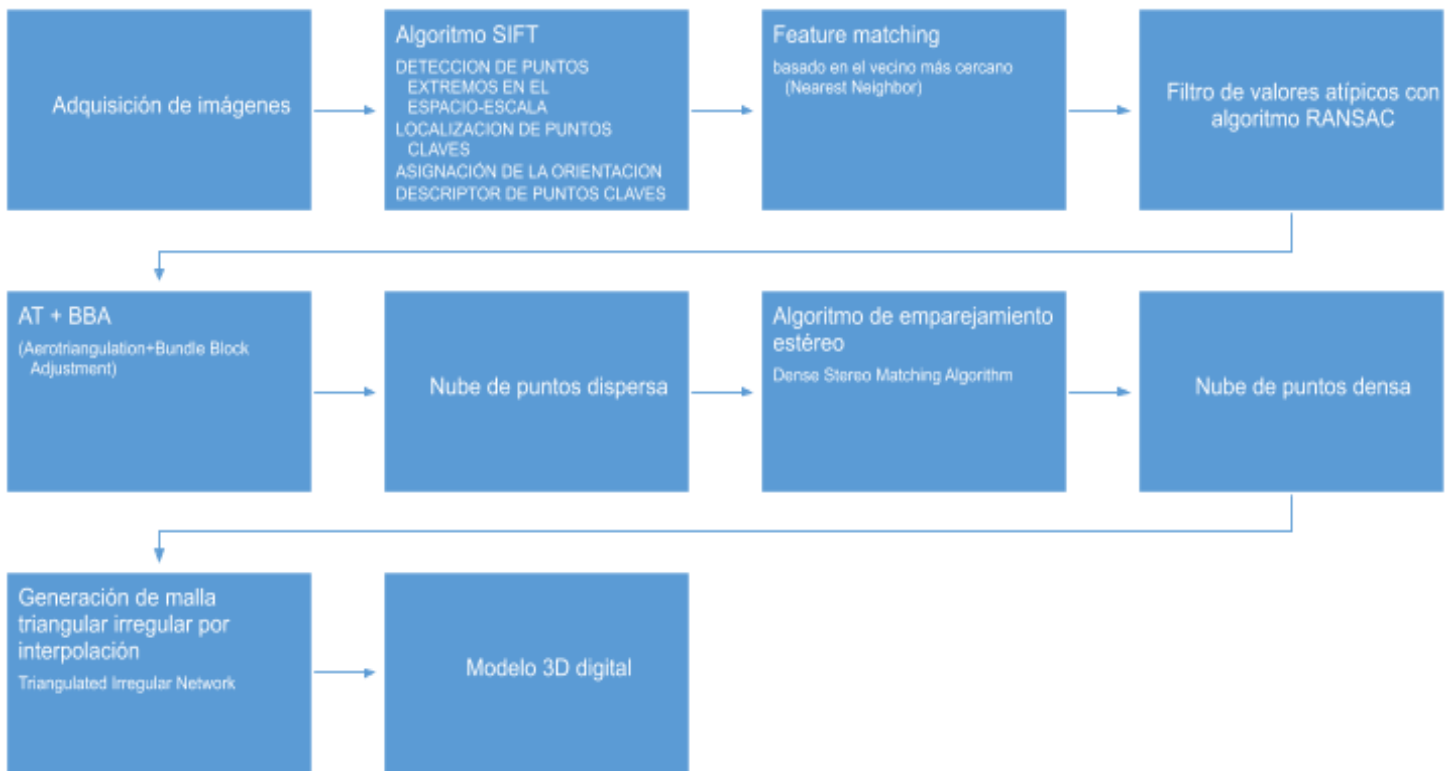 Adquisición de imágenes
Algoritmo SIFT
DETECCION DE PUNTOS
EXTREMOS EN EL
ESPACIO-ESCALA
LOCALIZACION DE PUNTOS
CLAVES
ASIGNACIÓN DE LA ORIENTACION
DESCRIPTOR DE PUNTOS CLAVES
Feature matching
basado en el vecino más cercano
(Nearest Neighbor)
Filtro de valores atípicos con
algoritmo RANSAC
AT + BBA
(Aerotriangulation+Bundle Block
Adjustment)
Nube de puntos dispersa
Algoritmo de emparejamiento
estéreo
Dense Stereo Matching Algorithm
Nube de puntos densa
Generación de malla
triangular irregular por
interpolación
Triangulated Irregular Network
Modelo 3D digital